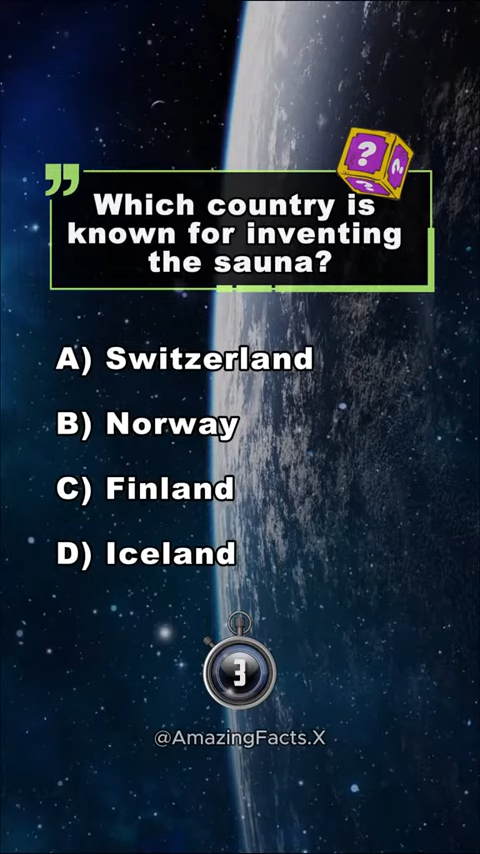 Which country is
known for inventing
the sauna?
A) Switzerland
B) Norway
C) Finland
D) Iceland
3
@AmazingFacts.X